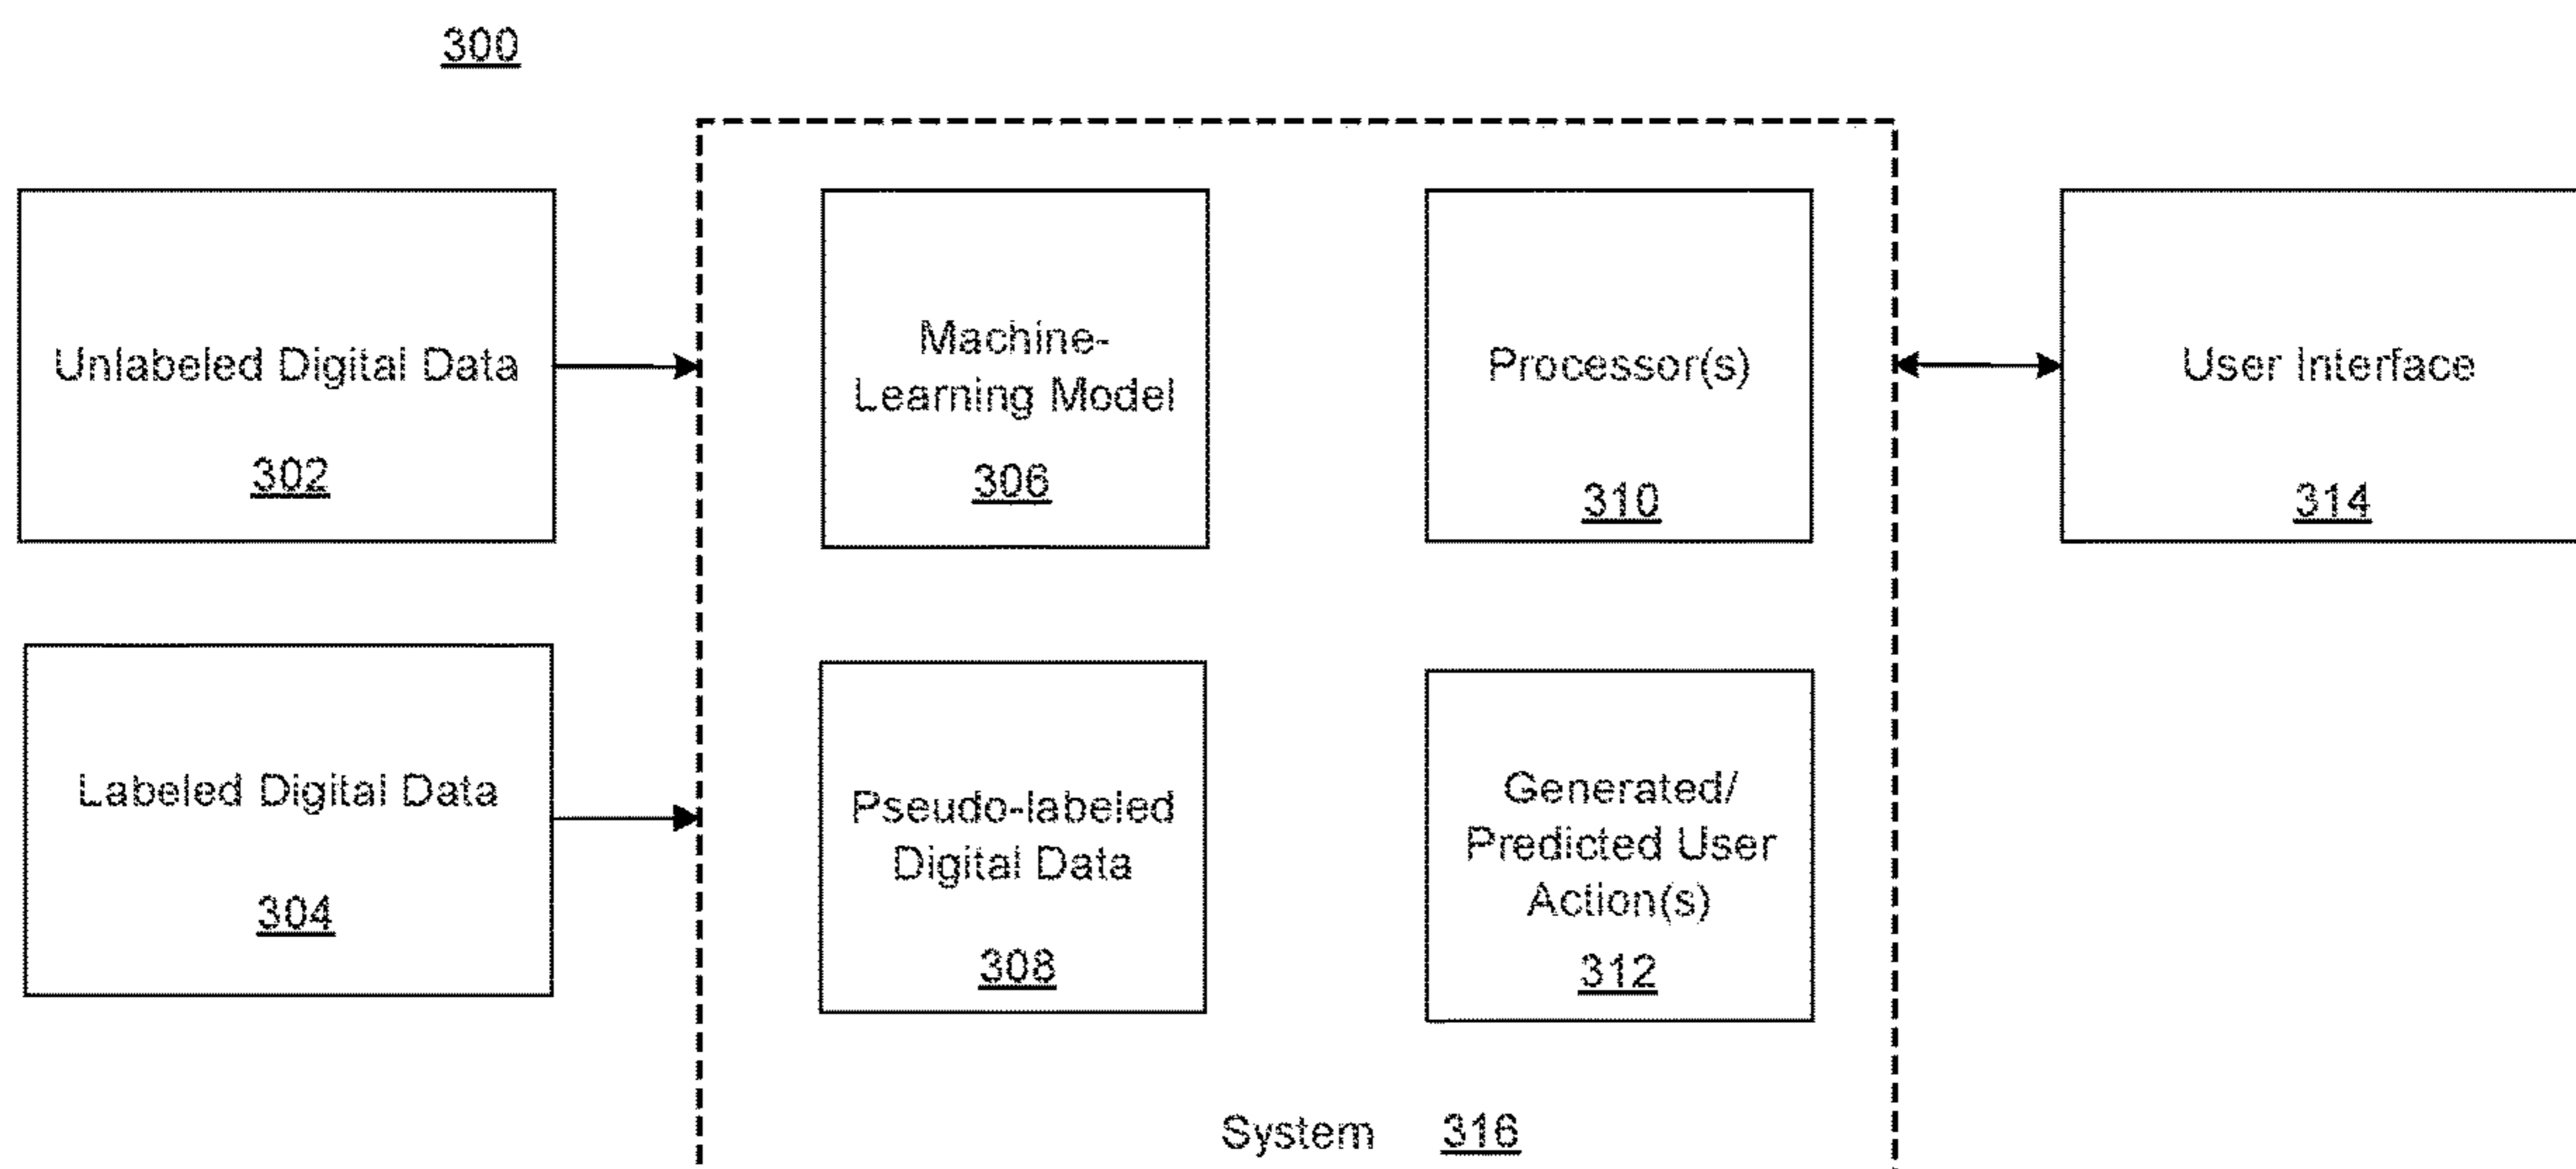 300
Unlabeled Digital Data
302
Machine-
Learning Model
306
Processor(s)
310
User Interface
314
Labeled Digital Data
304
Pseudo-labeled
Digital Data
308
Generated/
Predicted User
Action(s)
312
System 316